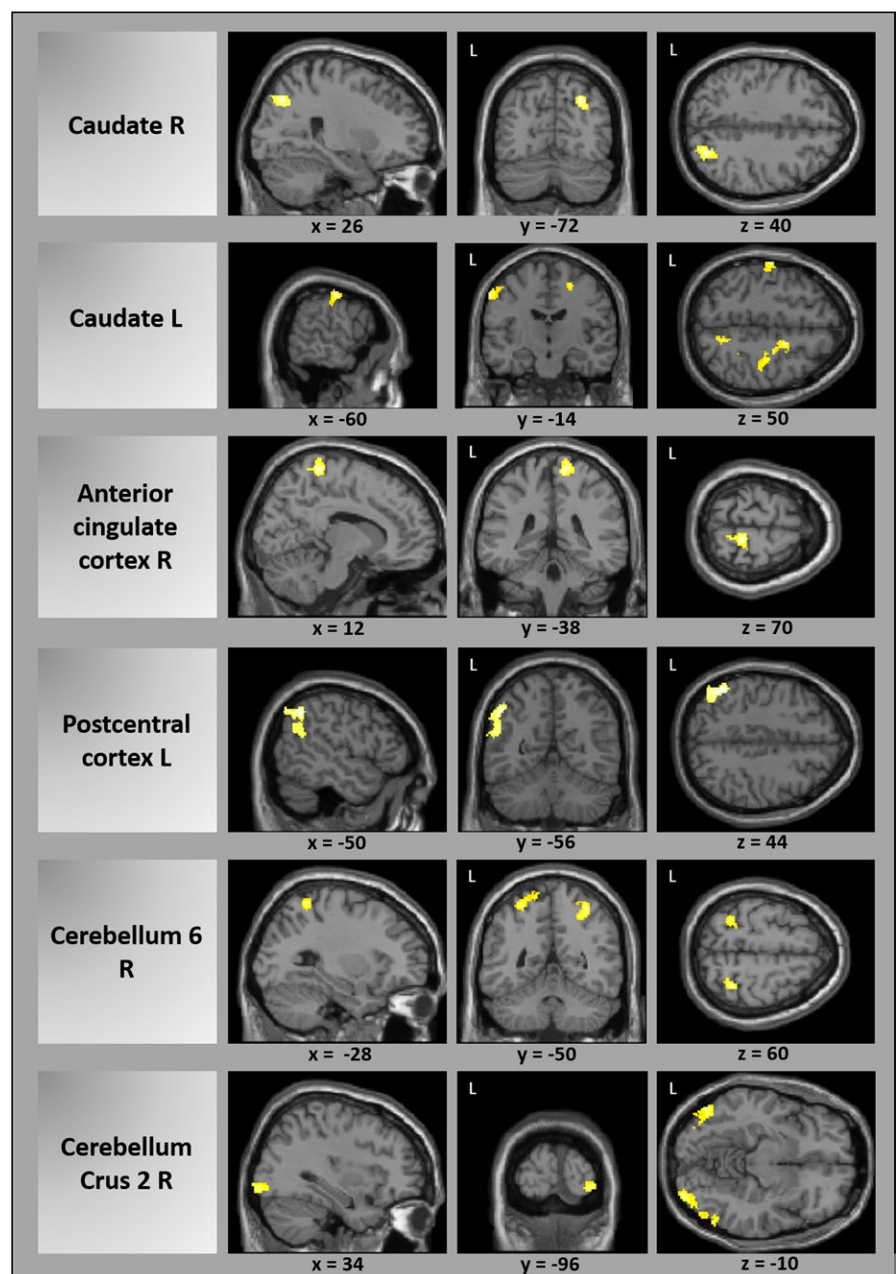 Caudate R
L
L
x = 26
y = -72
z = 40
Caudate L
L
L
x = -60
y = -14
z = 50
Anterior
cingulate
cortex R
L
L
x = 12
y = -38
z = 70
Postcentral
cortex L
L
L
x = -50
y = -56
z = 44
Cerebellum 6
R
L
L
x = -28
y = -50
z = 60
Cerebellum
Crus 2 R
L
L
x = 34
y = -96
z = -10